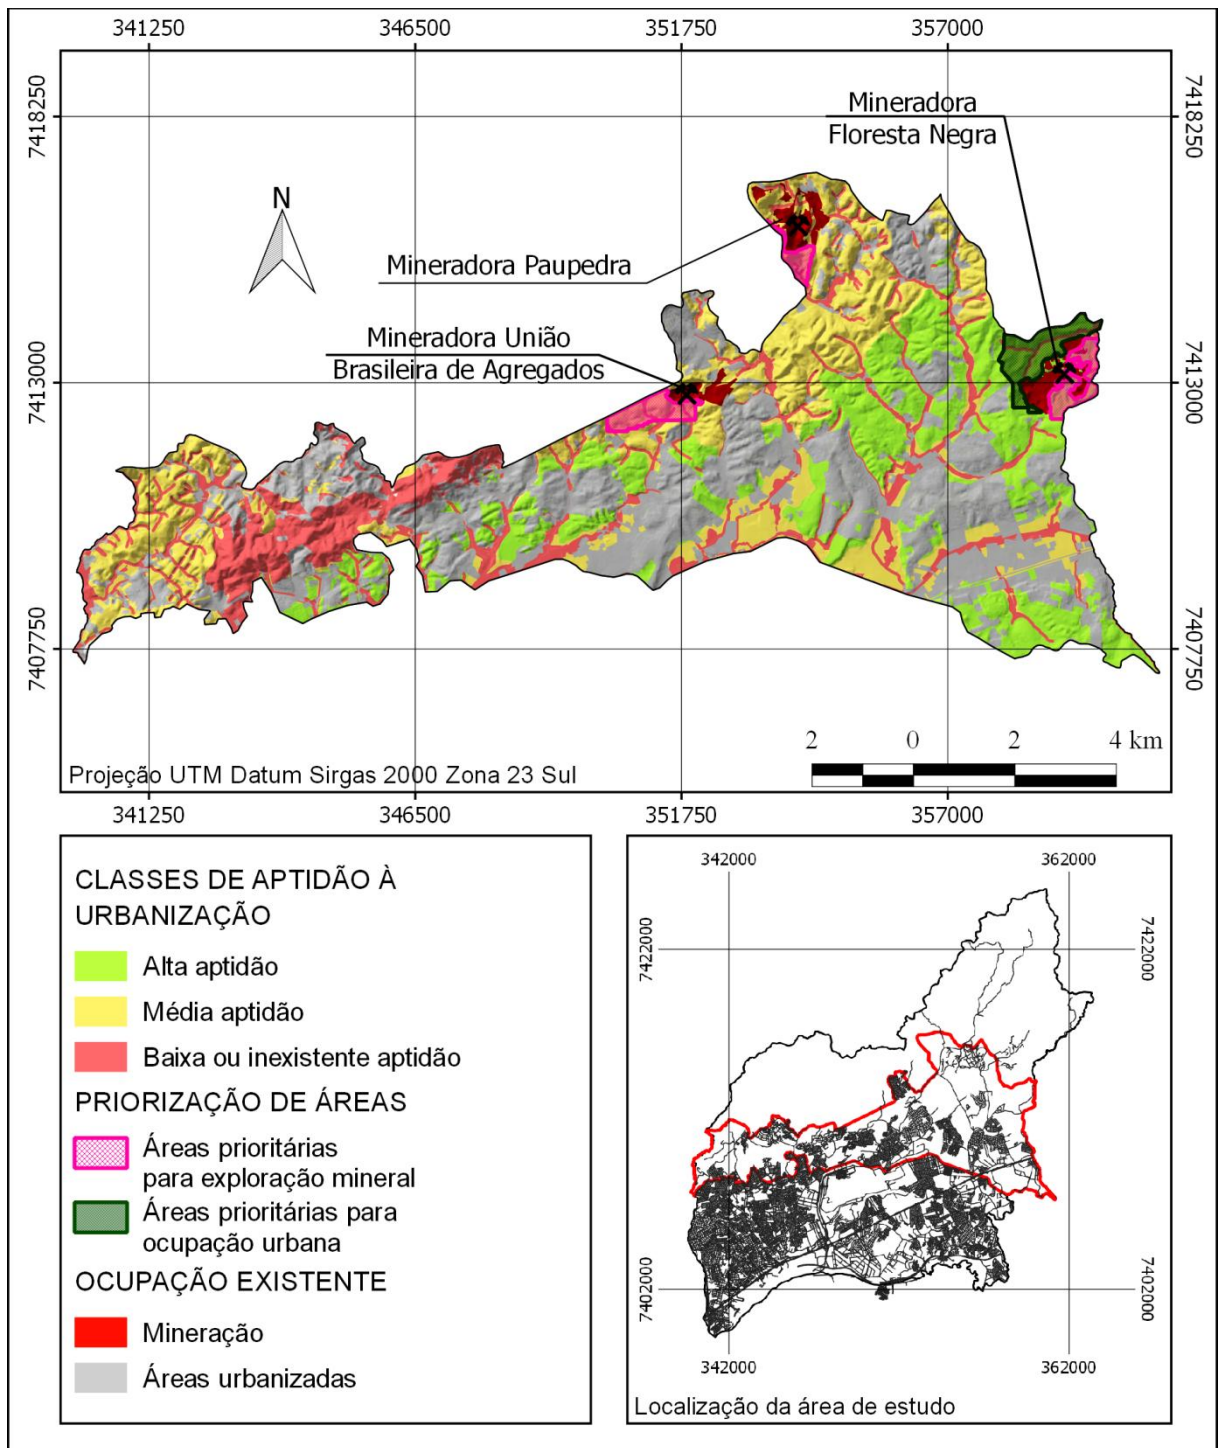 341250 346500 351750 357000
7418250
7418250
Mineradora
Floresta Negra
N
Mineradora Paupedra
Mineradora União
Brasileira de Agregados
7413000
7413000
7407750
7407750
2 0 2 4 km
Projeção UTM Datum Sirgas 2000 Zona 23 Sul
341250 346500 351750 357000
CLASSES DE APTIDÃO À
URBANIZAÇÃO
Alta aptidão
Média aptidão
Baixa ou inexistente aptidão
PRIORIZAÇÃO DE ÁREAS
Áreas prioritárias
para exploração mineral
Áreas prioritárias para
ocupação urbana
OCUPAÇÃO EXISTENTE
Mineração
Áreas urbanizadas
342000 362000
7422000
7422000
7402000
7402000
342000 362000
Localização da área de estudo